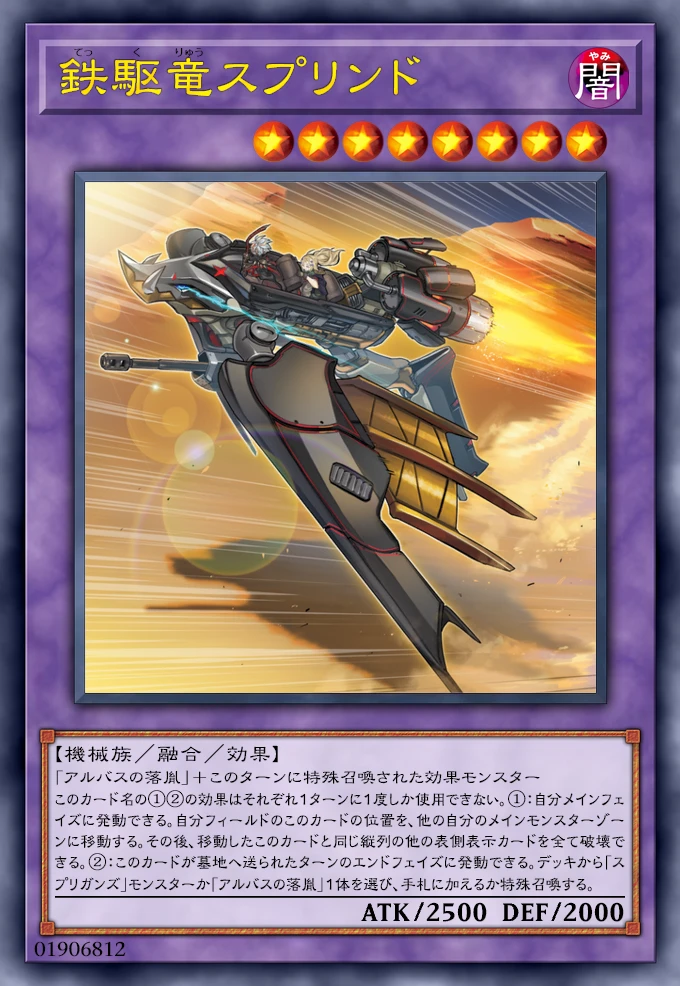 てっ く りゅう
鉄駆竜スプリンド
やみ
闇
【機械族／融合／効果】
「アルバスの落胤」＋このターンに特殊召喚された効果モンスター
このカード名の①②の効果はそれぞれ1ターンに1度しか使用できない。①：自分メインフェ
イズに発動できる。自分フィールドのこのカードの位置を、他の自分のメインモンスターゾー
ンに移動する。その後、移動したこのカードと同じ縦列の他の表側表示カードを全て破壊で
きる。②：このカードが墓地へ送られたターンのエンドフェイズに発動できる。デッキから「ス
プリガンズ」モンスターか「アルバスの落胤」1体を選び、手札に加えるか特殊召喚する。
ATK/2500 DEF/2000
01906812